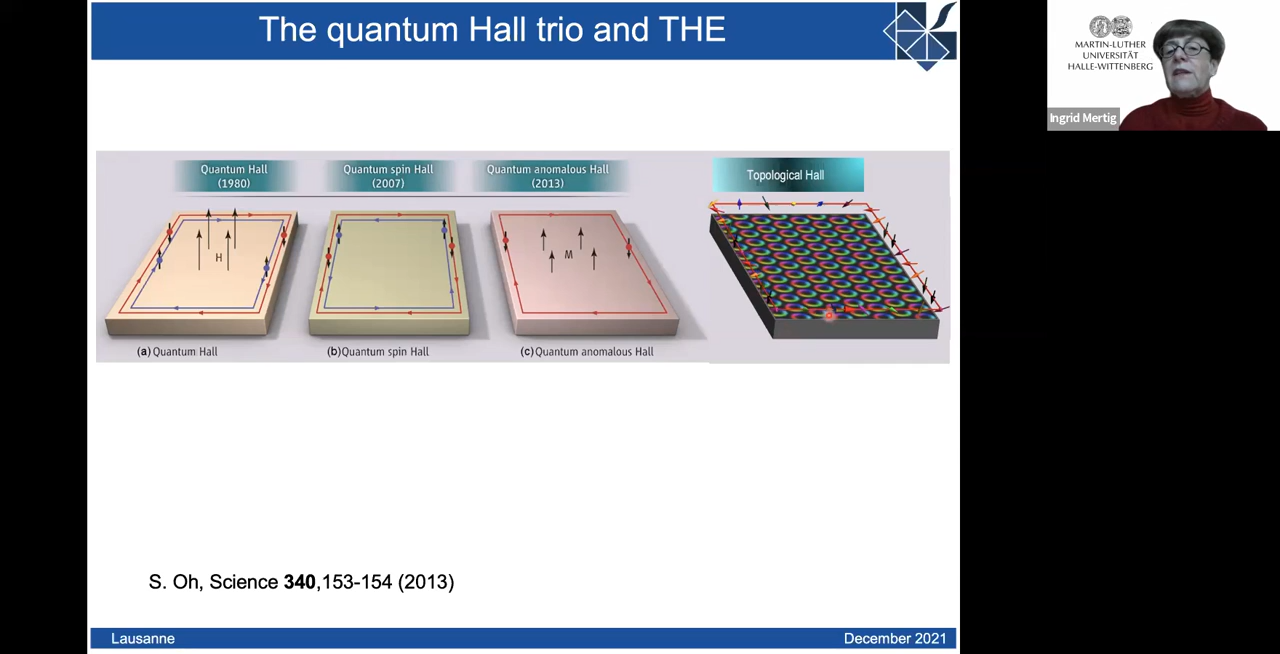 The quantum Hall trio and THE
MARTIN-LUTHER
UNIVERSITÄT
HALLE-WITTENBERG
Ingrid Mertig
Quantum Hall
(1980)
Quantum spin Hall
(2007)
Quantum anomalous Hall
(2013)
Topological Hall
H
M
(a) Quantum Hall
(b) Quantum spin Hall
(c) Quantum anomalous Hall
S. Oh, Science 340,153-154 (2013)
Lausanne
December 2021